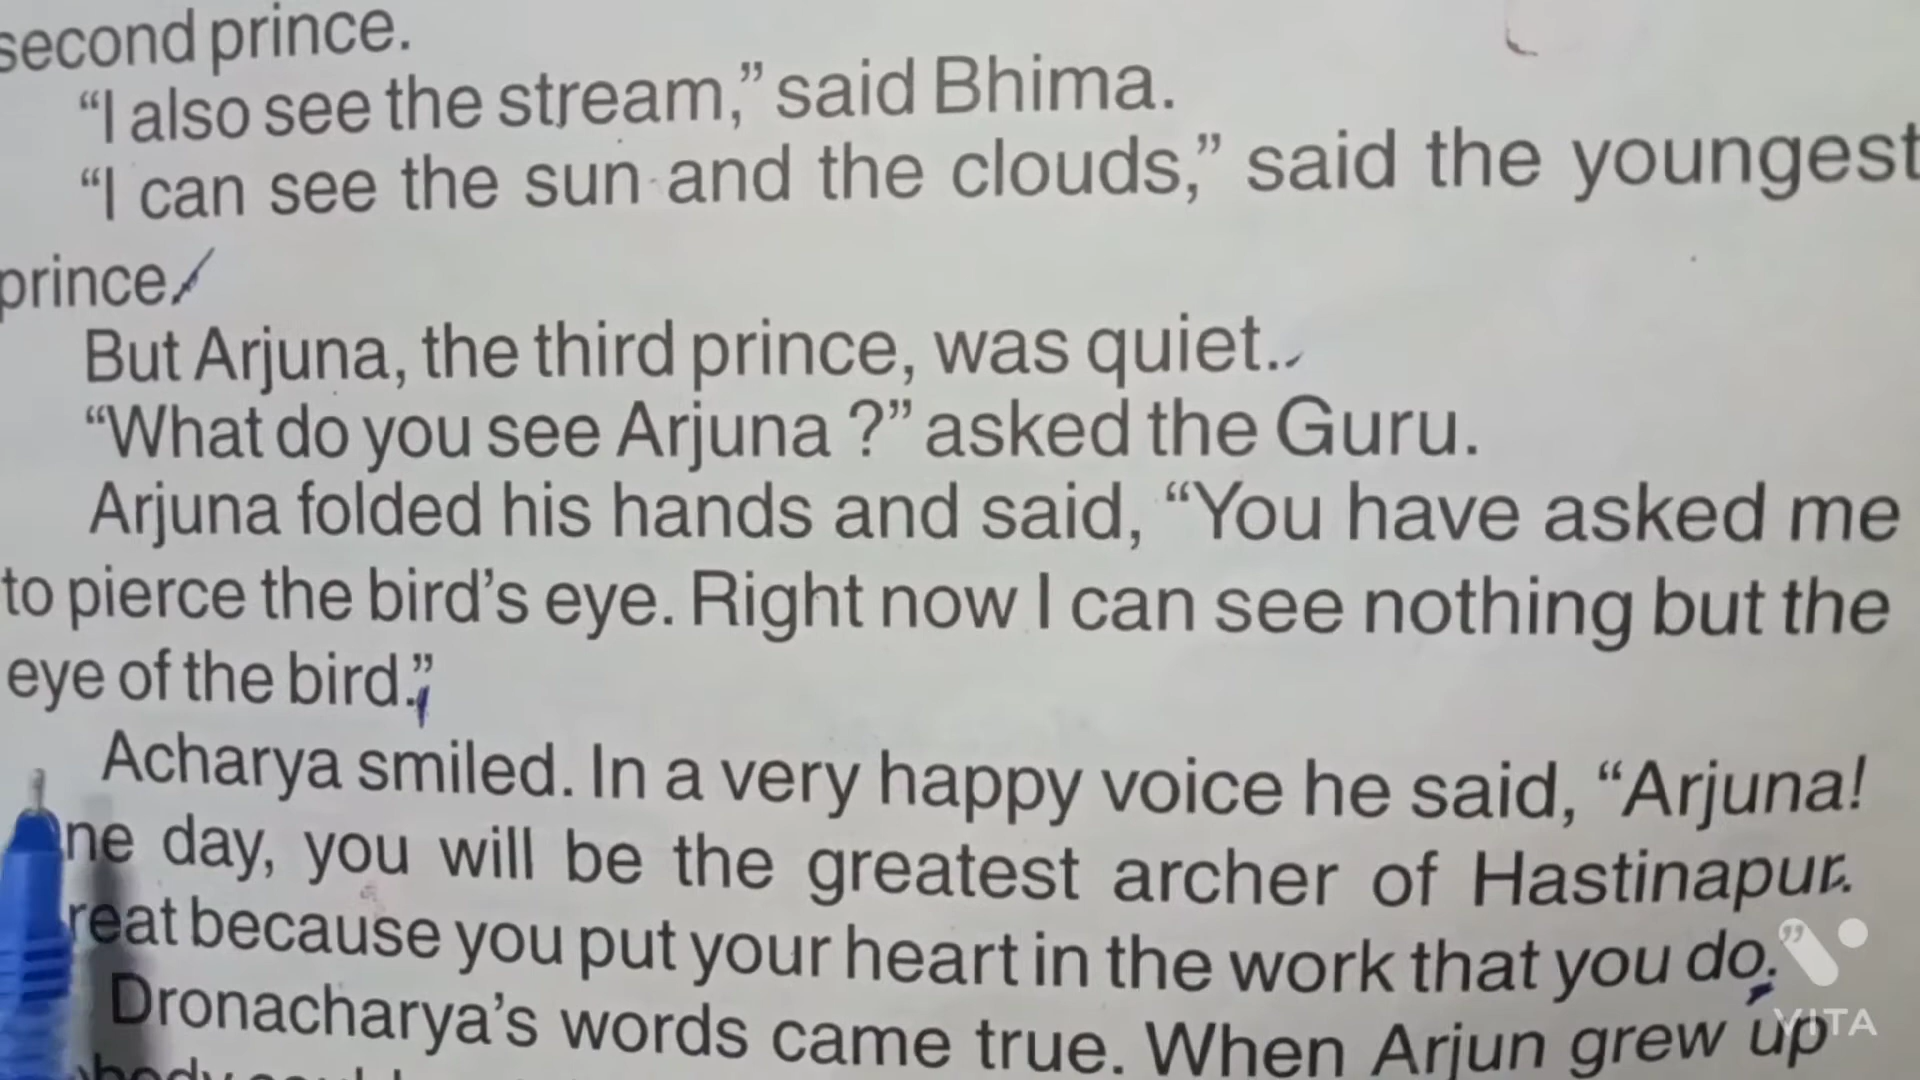 second prince.
“I also see the stream,” said Bhima.
“I can see the sun and the clouds,” said the youngest
prince
But Arjuna, the third prince, was quiet.
“What do you see Arjuna ?” asked the Guru.
Arjuna folded his hands and said, “You have asked me
to pierce the bird’s eye. Right now I can see nothing but the
eye of the bird.”
Acharya smiled. In a very happy voice he said, “Arjuna!
ne day, you will be the greatest archer of Hastinapur.
reat because you put your heart in the work that you do.”
Dronacharya’s words came true. When Arjun grew up
VITA